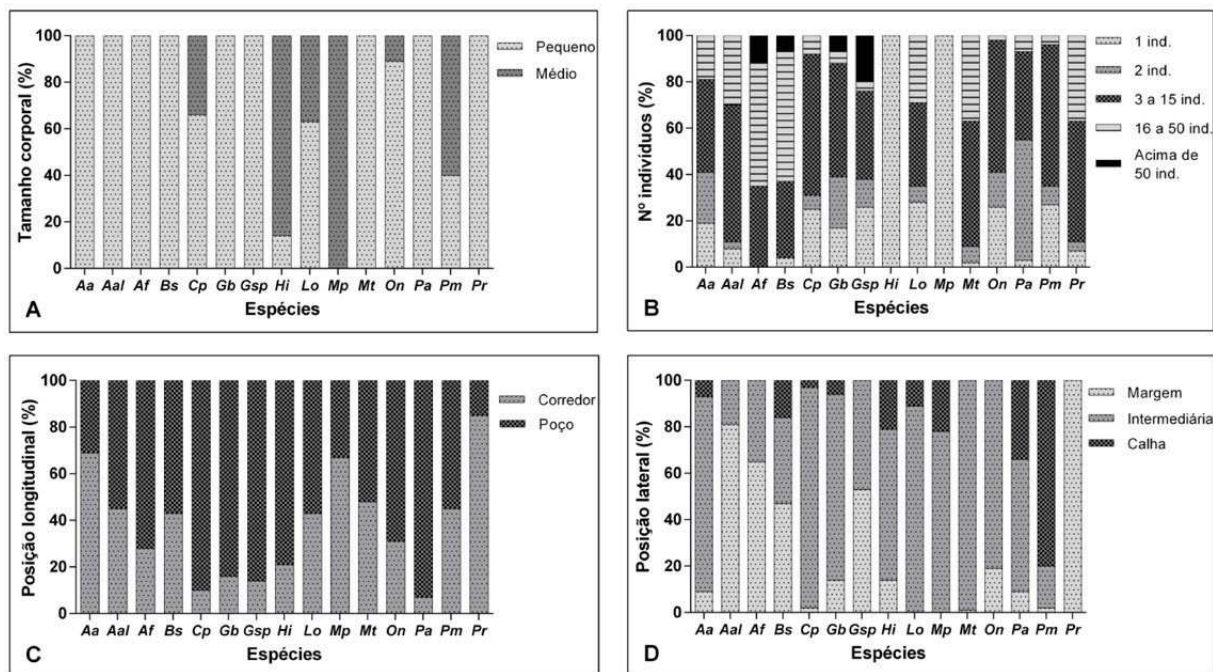 Tamanho corporal (%)
100
80
60
40
20
0
Aa Aal Af Bs Cp Gb Gsp Hi Lo Mp Mt On Pa Pm Pr
Espécies
A
Pequeno
Médio
Nº indivíduos (%)
100
80
60
40
20
0
Aa Aal Af Bs Cp Gb Gsp Hi Lo Mp Mt On Pa Pm Pr
Espécies
B
1 ind.
2 ind.
3 a 15 ind.
16 a 50 ind.
Acima de
50 ind.
Posição longitudinal (%)
100
80
60
40
20
0
Aa Aal Af Bs Cp Gb Gsp Hi Lo Mp Mt On Pa Pm Pr
Espécies
C
Corredor
Poço
Posição lateral (%)
100
80
60
40
20
0
Aa Aal Af Bs Cp Gb Gsp Hi Lo Mp Mt On Pa Pm Pr
Espécies
D
Margem
Intermediária
Calha